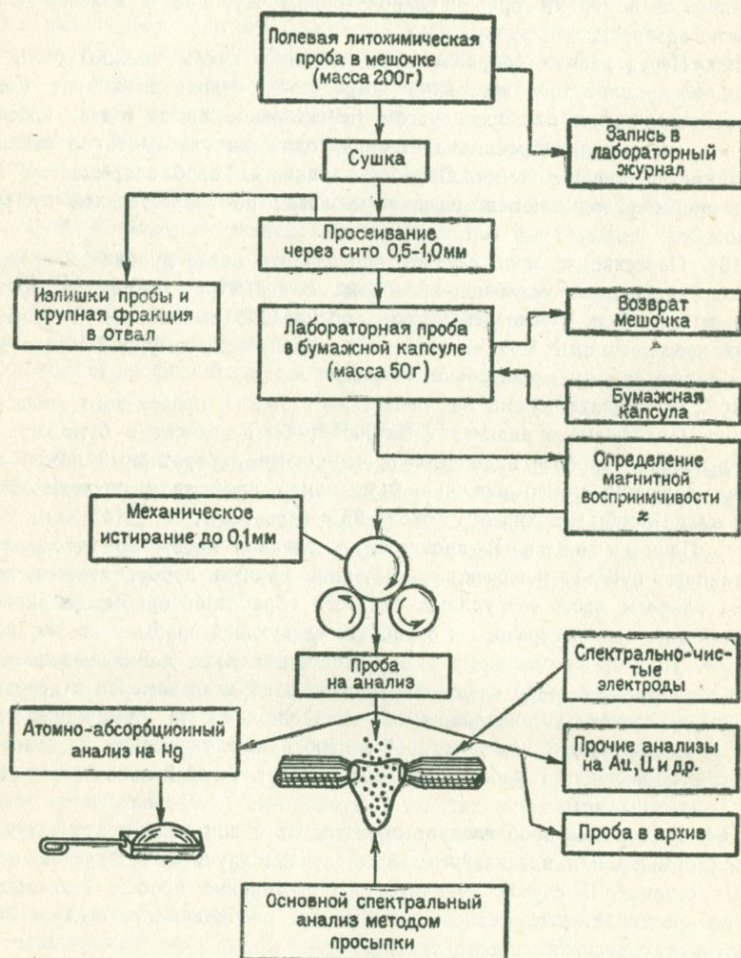 Полевая литохимическая
проба в мешочке
(масса 200г)
Запись в
лабораторный
журнал
Сушка
Просеивание
через сито 0,5-1,0мм
Излишки пробы и
крупная фракция
в отвал
Лабораторная проба
в бумажной капсуле
(масса 50г)
Возврат
мешочка
Бумажная
капсула
Определение
магнитной
восприимчивости
ϰ
Механическое
истирание до 0,1мм
Проба
на анализ
Спектрально-чис-
тые
электроды
Атомно-абсорбционный
анализ на Hg
Прочие анализы
на Au, Ц и др.
Проба в архив
Основной спектральный
анализ методом
просыпки